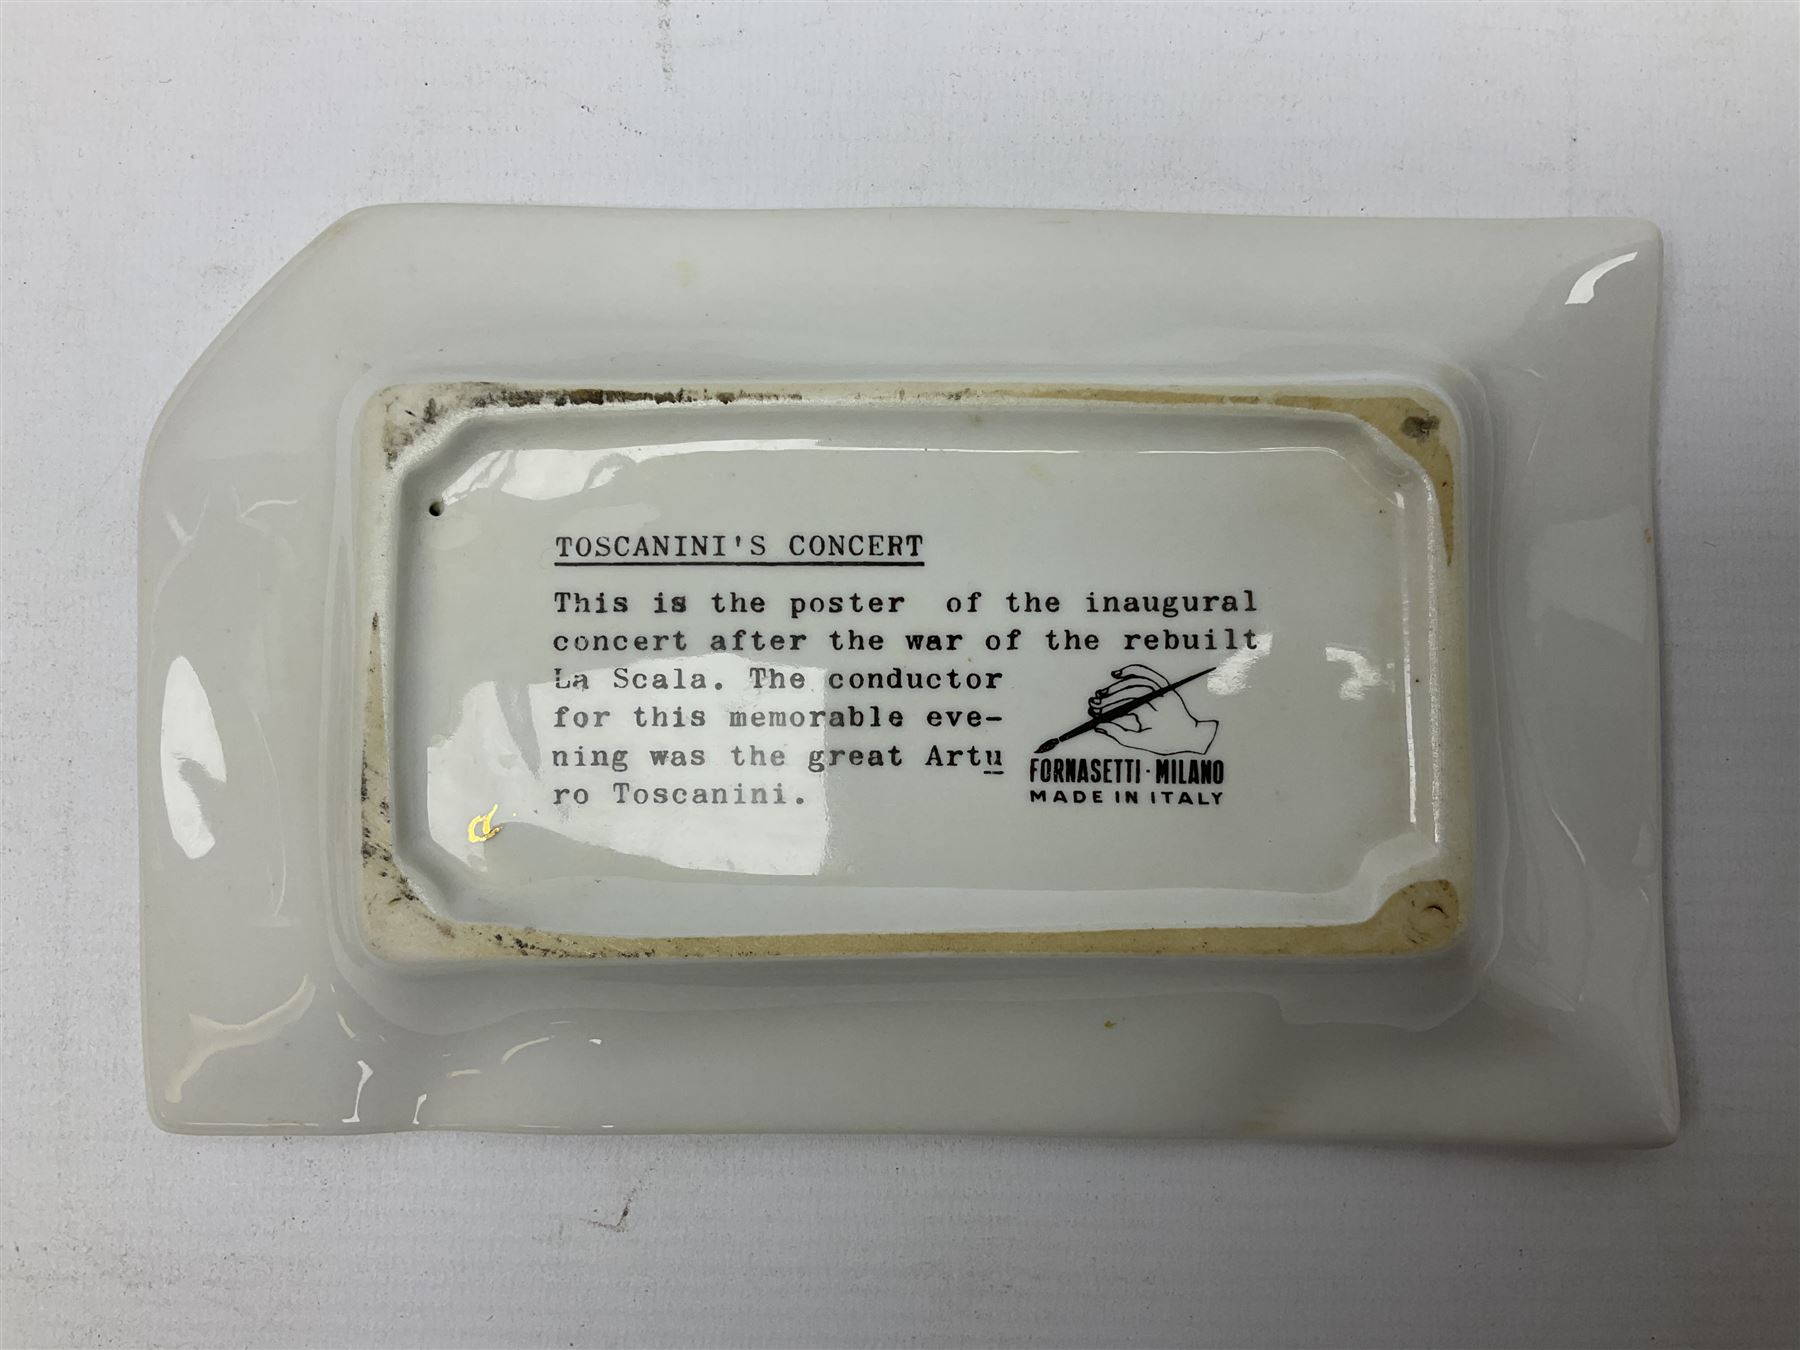 TOSCANINI'S CONCERT
This is the poster of the inaugural
concert after the war of the rebuilt
La Scala. The conductor
for this memorable eve-
ning was the great Artu
ro Toscanini.
FORNASETTI·MILANO
MADE IN ITALY